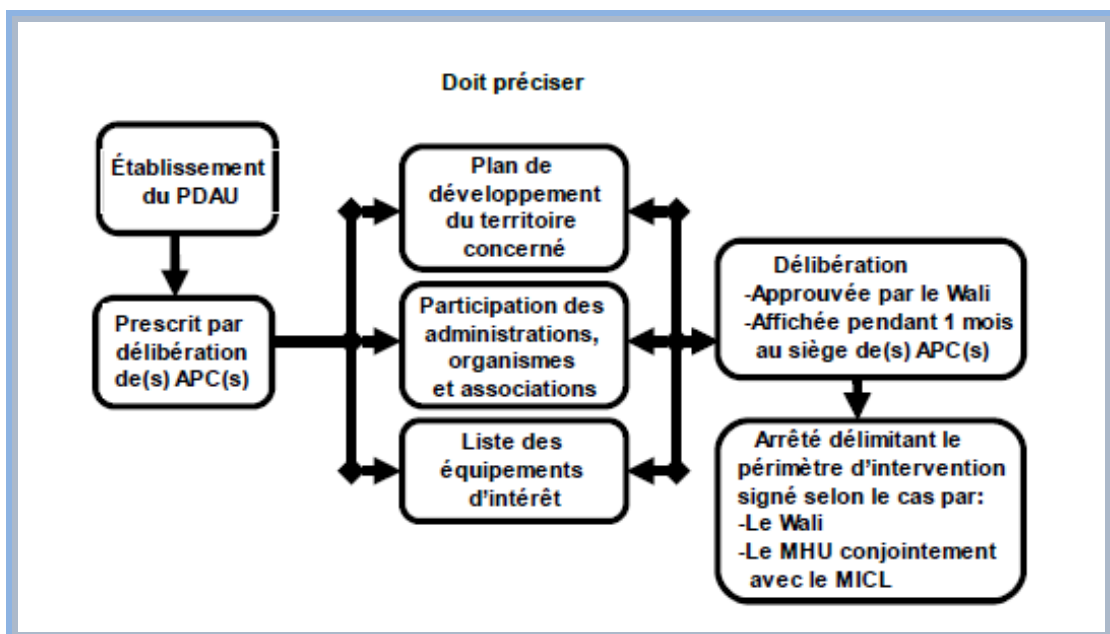 Doit préciser
Établissement
du PDAU
Prescrit par
délibération
de(s) APC(s)
Plan de
développement
du territoire
concerné
Participation des
administrations,
organismes
et associations
Liste des
équipements
d'intérêt
Délibération
-Approuvée par le Wali
-Affichée pendant 1 mois
au siège de(s) APC(s)
Arrêté délimitant le
périmètre d'intervention
signé selon le cas par:
-Le Wali
-Le MHU conjointement
avec le MICL